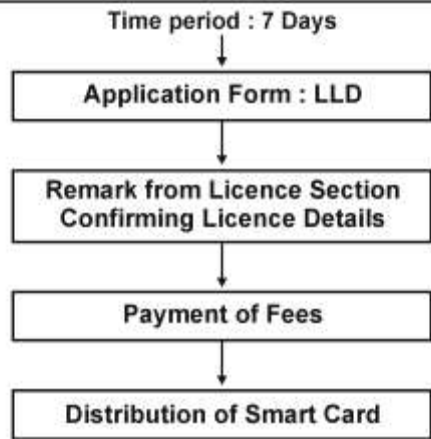 Time period : 7 Days
Application Form : LLD
Remark from Licence Section
Confirming Licence Details
Payment of Fees
Distribution of Smart Card